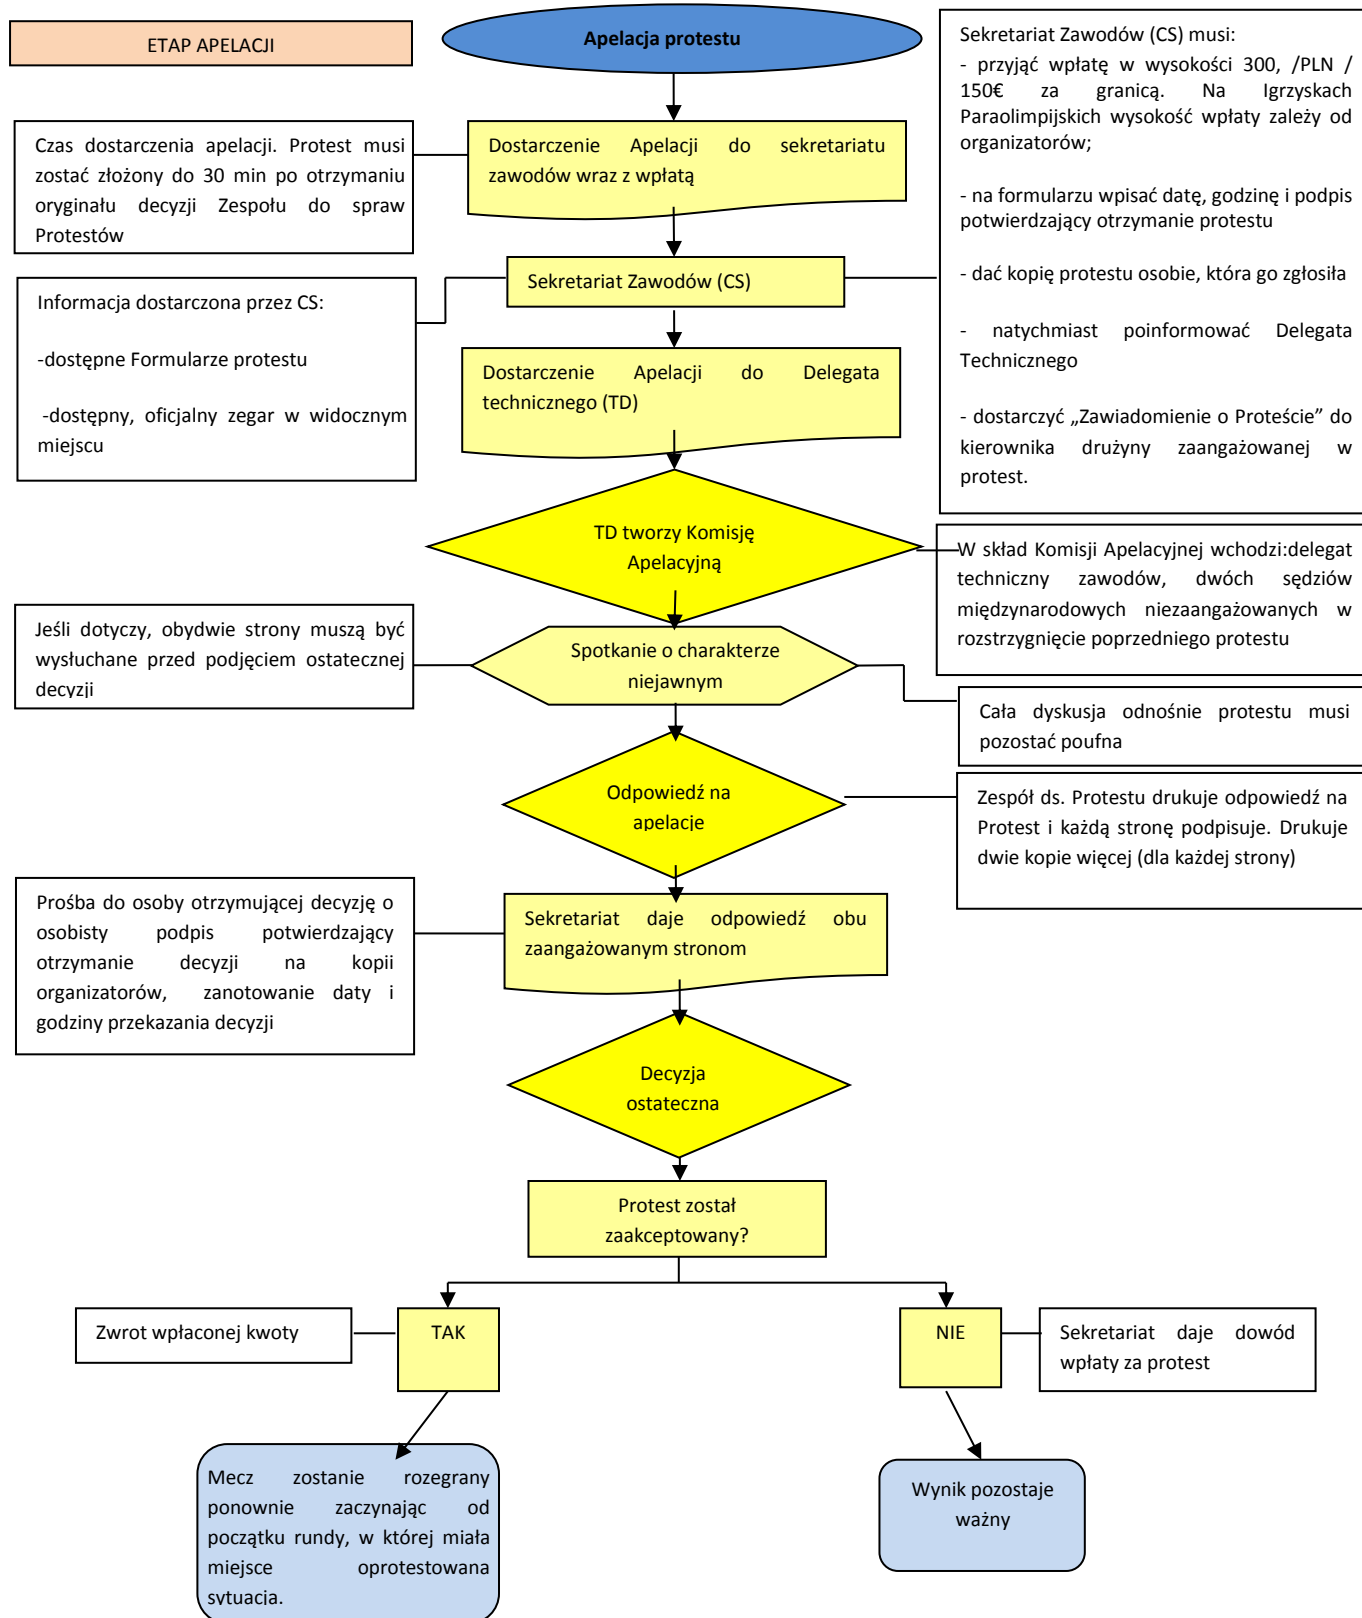 ETAP APELACJI
Apelacja protestu
Sekretariat Zawodów (CS) musi:
- przyjąć wpłatę w wysokości 300, /PLN /
150€ za granicą. Na Igrzyskach
Paraolimpijskich wysokość wpłaty zależy od
organizatorów;
- na formularzu wpisać datę, godzinę i podpis
potwierdzający otrzymanie protestu
- dać kopię protestu osobie, która go zgłosiła
- natychmiast poinformować Delegata
Technicznego
- dostarczyć „Zawiadomienie o Proteście” do
kierownika drużyny zaangażowanej w
protest.
Czas dostarczenia apelacji. Protest musi
zostać złożony do 30 min po otrzymaniu
oryginału decyzji Zespołu do spraw
Protestów
Dostarczenie Apelacji do sekretariatu
zawodów wraz z wpłatą
Sekretariat Zawodów (CS)
Informacja dostarczona przez CS:
-dostępne Formularze protestu
-dostępny, oficjalny zegar w widocznym
miejscu
Dostarczenie Apelacji do Delegata
technicznego (TD)
TD tworzy Komisję
Apelacyjną
W skład Komisji Apelacyjnej wchodzi:delegat
techniczny zawodów, dwóch sędziów
międzynarodowych niezaangażowanych w
rozstrzygnięcie poprzedniego protestu
Jeśli dotyczy, obydwie strony muszą być
wysłuchane przed podjęciem ostatecznej
decyzji
Spotkanie o charakterze
niejawnym
Cała dyskusja odnośnie protestu musi
pozostać poufna
Odpowiedź na
apelacje
Zespół ds. Protestu drukuje odpowiedź na
Protest i każdą stronę podpisuje. Drukuje
dwie kopie więcej (dla każdej strony)
Prośba do osoby otrzymującej decyzję o
osobisty podpis potwierdzający
otrzymanie decyzji na kopii
organizatorów, zanotowanie daty i
godziny przekazania decyzji
Sekretariat daje odpowiedź obu
zaangażowanym stronom
Decyzja
ostateczna
Protest został
zaakceptowany?
Zwrot wpłaconej kwoty
TAK
NIE
Sekretariat daje dowód
wpłaty za protest
Mecz zostanie rozegrany
ponownie zaczynając od
początku rundy, w której miała
miejsce oprotestowana
sytuacja.
Wynik pozostaje
ważny